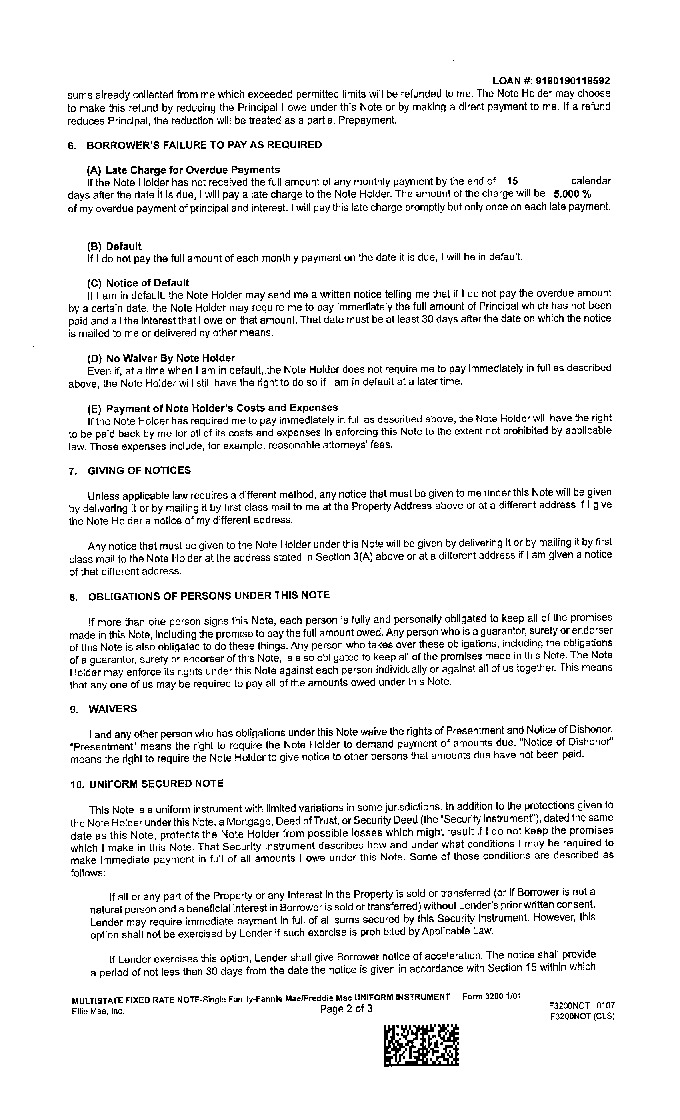 LOAN #: 9190190119592
sums already collected from me which exceeded permitted limits will be refunded to me. The Note Holder may choose
to make this refund by reducing the Principal I owe under this Note or by making a direct payment to me. If a refund
reduces Principal, the reduction will be treated as a partial Prepayment.
6. BORROWER'S FAILURE TO PAY AS REQUIRED
(A) Late Charge for Overdue Payments
If the Note Holder has not received the full amount of any monthly payment by the end of 15 calendar
days after the date it is due, I will pay a late charge to the Note Holder. The amount of the charge will be 5.000 %
of my overdue payment of principal and interest. I will pay this late charge promptly but only once on each late payment.
(B) Default
If I do not pay the full amount of each monthly payment on the date it is due, I will be in default.
(C) Notice of Default
If I am in default, the Note Holder may send me a written notice telling me that if I do not pay the overdue amount
by a certain date, the Note Holder may require me to pay immediately the full amount of Principal which has not been
paid and all the interest that I owe on that amount. That date must be at least 30 days after the date on which the notice
is mailed to me or delivered by other means.
(D) No Waiver By Note Holder
Even if, at a time when I am in default, the Note Holder does not require me to pay immediately in full as described
above, the Note Holder will still have the right to do so if I am in default at a later time.
(E) Payment of Note Holder's Costs and Expenses
If the Note Holder has required me to pay immediately in full as described above, the Note Holder will have the right
to be paid back by me for all of its costs and expenses in enforcing this Note to the extent not prohibited by applicable
law. Those expenses include, for example, reasonable attorneys' fees.
7. GIVING OF NOTICES
Unless applicable law requires a different method, any notice that must be given to me under this Note will be given
by delivering it or by mailing it by first class mail to me at the Property Address above or at a different address if I give
the Note Holder a notice of my different address.
Any notice that must be given to the Note Holder under this Note will be given by delivering it or by mailing it by first
class mail to the Note Holder at the address stated in Section 3(A) above or at a different address if I am given a notice
of that different address.
8. OBLIGATIONS OF PERSONS UNDER THIS NOTE
If more than one person signs this Note, each person is fully and personally obligated to keep all of the promises
made in this Note, including the promise to pay the full amount owed. Any person who is a guarantor, surety or endorser
of this Note is also obligated to do these things. Any person who takes over these obligations, including the obligations
of a guarantor, surety or endorser of this Note, is also obligated to keep all of the promises made in this Note. The Note
Holder may enforce its rights under this Note against each person individually or against all of us together. This means
that any one of us may be required to pay all of the amounts owed under this Note.
9. WAIVERS
I and any other person who has obligations under this Note waive the rights of Presentment and Notice of Dishonor.
"Presentment" means the right to require the Note Holder to demand payment of amounts due. "Notice of Dishonor"
means the right to require the Note Holder to give notice to other persons that amounts due have not been paid.
10. UNIFORM SECURED NOTE
This Note is a uniform instrument with limited variations in some jurisdictions. In addition to the protections given to
the Note Holder under this Note, a Mortgage, Deed of Trust, or Security Deed (the "Security Instrument"), dated the same
date as this Note, protects the Note Holder from possible losses which might result if I do not keep the promises
which I make in this Note. That Security Instrument describes how and under what conditions I may be required to
make immediate payment in full of all amounts I owe under this Note. Some of those conditions are described as
follows:
If all or any part of the Property or any Interest in the Property is sold or transferred (or if Borrower is not a
natural person and a beneficial interest in Borrower is sold or transferred) without Lender's prior written consent,
Lender may require immediate payment in full of all sums secured by this Security Instrument. However, this
option shall not be exercised by Lender if such exercise is prohibited by Applicable Law.
If Lender exercises this option, Lender shall give Borrower notice of acceleration. The notice shall provide
a period of not less than 30 days from the date the notice is given in accordance with Section 15 within which
MULTISTATE FIXED RATE NOTE-Single Family-Fannie Mae/Freddie Mac UNIFORM INSTRUMENT Form 3200 1/01
Ellie Mae, Inc. Page 2 of 3 F3200NOT 0107
F3200NOT (CLS)